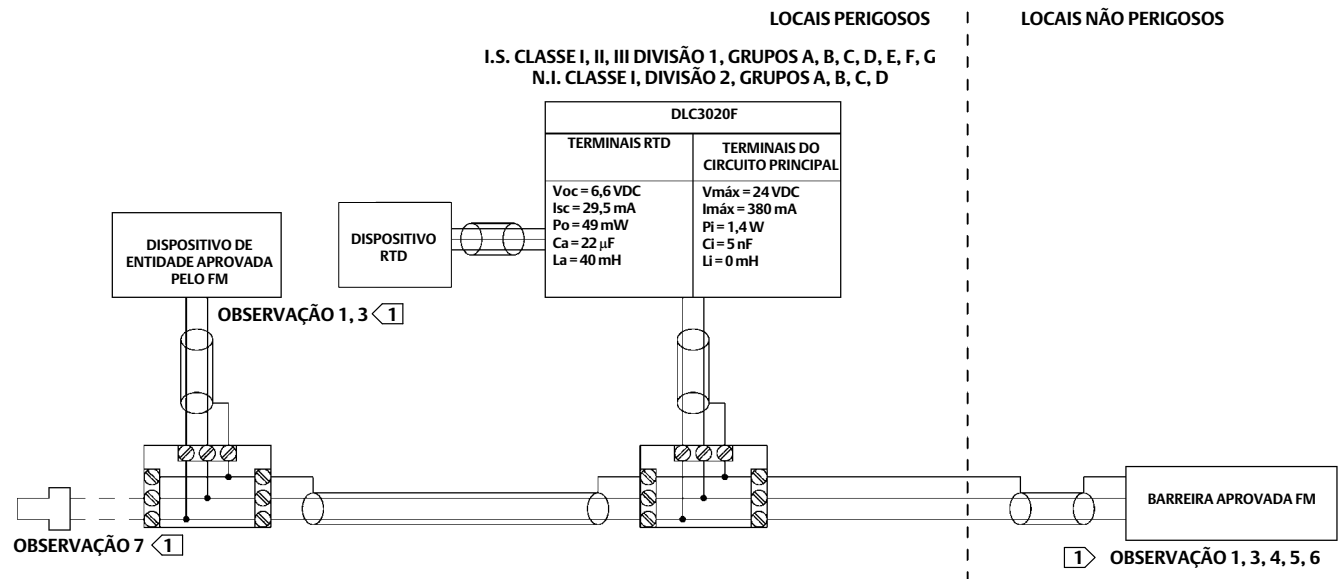 LOCAIS PERIGOSOS
LOCAIS NÃO PERIGOSOS
I.S. CLASSE I, II, III DIVISÃO 1, GRUPOS A, B, C, D, E, F, G
N.I. CLASSE I, DIVISÃO 2, GRUPOS A, B, C, D
DLC3020F
TERMINAIS RTD
Voc = 6,6 VDC
Isc = 29,5 mA
Po = 49 mW
Ca = 22 μF
La = 40 mH
TERMINAIS DO
CIRCUITO PRINCIPAL
Vmáx = 24 VDC
Imáx = 380 mA
Pi = 1,4 W
Ci = 5 nF
Li = 0 mH
DISPOSITIVO DE
ENTIDADE APROVADA
PELO FM
DISPOSITIVO
RTD
OBSERVAÇÃO 1, 3 1
BARREIRA APROVADA FM
OBSERVAÇÃO 7 1
1 OBSERVAÇÃO 1, 3, 4, 5, 6